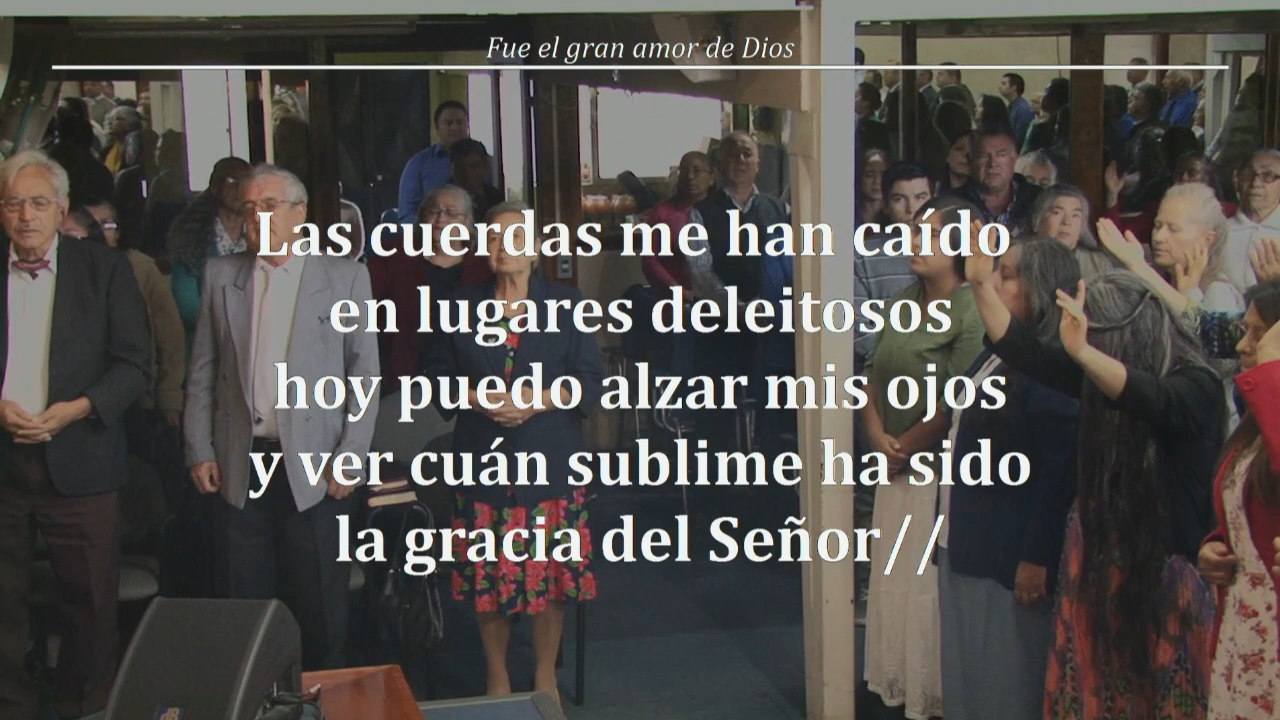 Fue el gran amor de Dios
Las cuerdas me han caído
en lugares deleitosos
hoy puedo alzar mis ojos
y ver cuán sublime ha sido
la gracia del Señor//